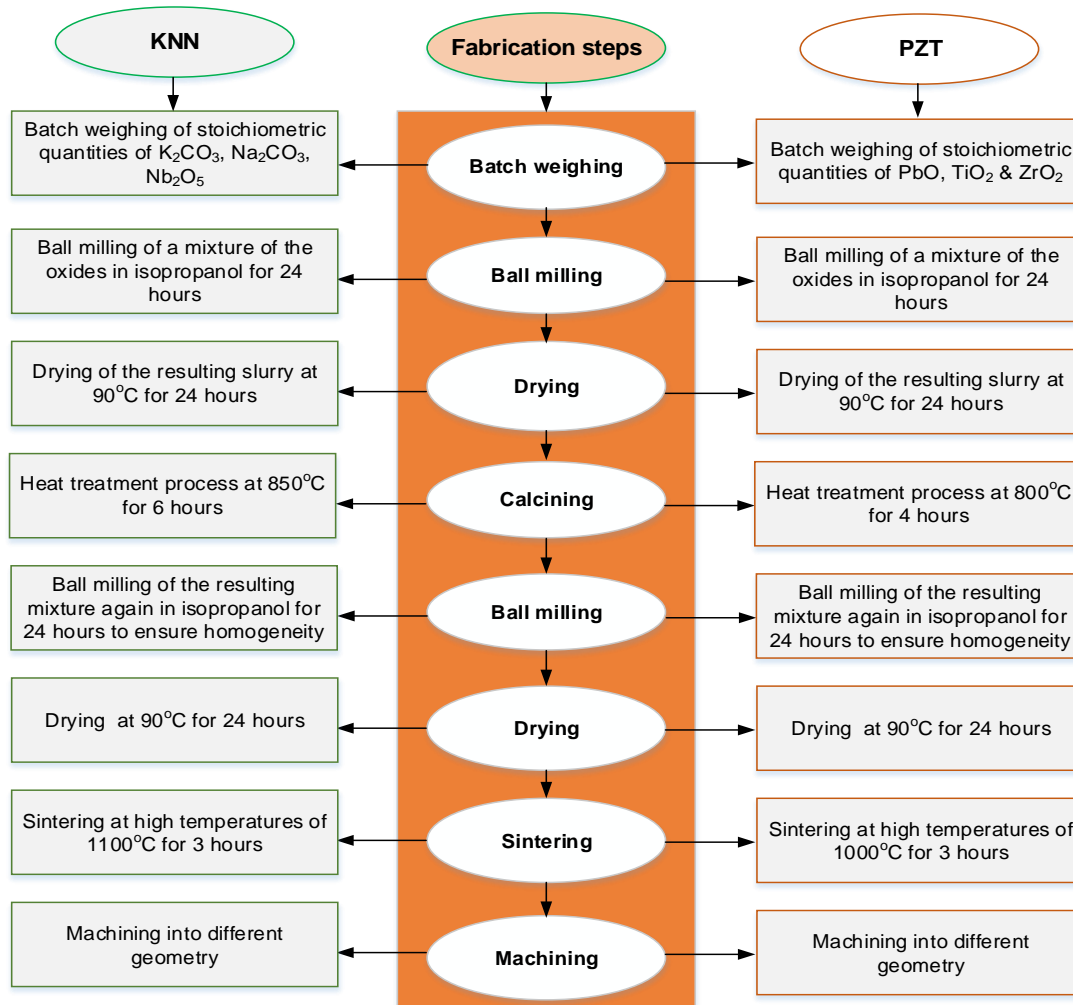 KNN
Fabrication steps
PZT
Batch weighing of stoichiometric
quantities of K₂CO₃, Na₂CO₃,
Nb₂O₅
Batch weighing
Batch weighing of stoichiometric
quantities of PbO, TiO₂ & ZrO₂
Ball milling of a mixture of the
oxides in isopropanol for 24
hours
Ball milling
Ball milling of a mixture of the
oxides in isopropanol for 24
hours
Drying of the resulting slurry at
90°C for 24 hours
Drying
Drying of the resulting slurry at
90°C for 24 hours
Heat treatment process at 850°C
for 6 hours
Calcining
Heat treatment process at 800°C
for 4 hours
Ball milling of the resulting
mixture again in isopropanol for
24 hours to ensure homogeneity
Ball milling
Ball milling of the resulting
mixture again in isopropanol for
24 hours to ensure homogeneity
Drying at 90°C for 24 hours
Drying
Drying at 90°C for 24 hours
Sintering at high temperatures of
1100°C for 3 hours
Sintering
Sintering at high temperatures of
1000°C for 3 hours
Machining into different
geometry
Machining
Machining into different
geometry